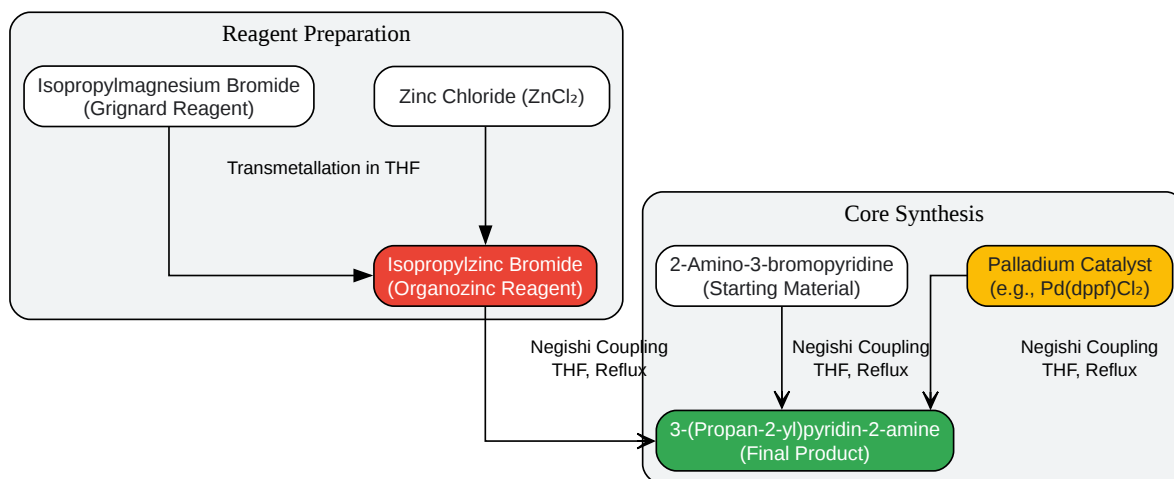 Reagent Preparation
Isopropylmagnesium Bromide
(Grignard Reagent)
Zinc Chloride (ZnCl₂)
Transmetallation in THF
Isopropylzinc Bromide
(Organozinc Reagent)
Core Synthesis
2-Amino-3-bromopyridine
(Starting Material)
Palladium Catalyst
(e.g., Pd(dppf)Cl₂)
Negishi Coupling
THF, Reflux
Negishi Coupling
THF, Reflux
Negishi Coupling
THF, Reflux
3-(Propan-2-yl)pyridin-2-amine
(Final Product)